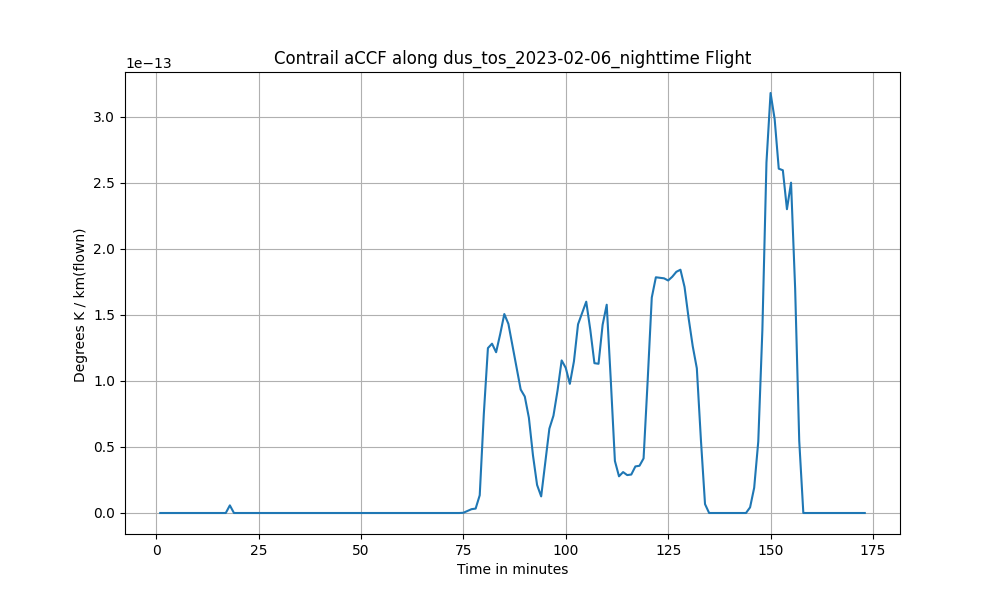 Contrail aCCF along dus_tos_2023-02-06_nighttime Flight
1e−13
3.0
2.5
2.0
1.5
1.0
0.5
0.0
Degrees K / km(flown)
0 25 50 75 100 125 150 175
Time in minutes